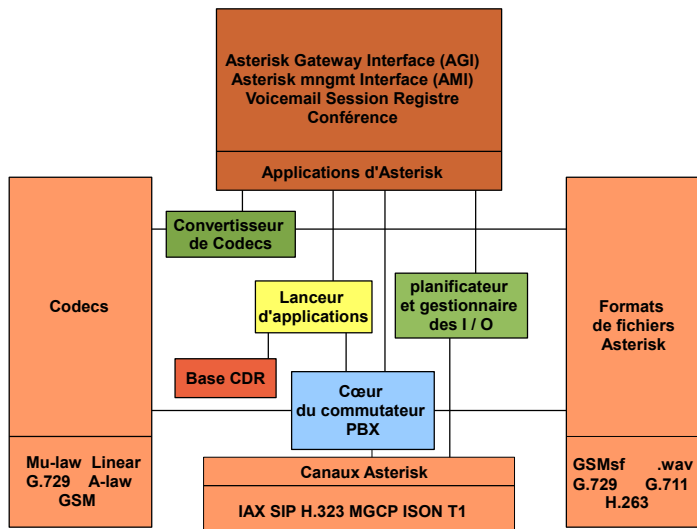 Asterisk Gateway Interface (AGI)
Asterisk mngmt Interface (AMI)
Voicemail Session Registre
Conférence
Applications d'Asterisk
Convertisseur
de Codecs
Codecs
Lanceur
d'applications
planificateur
et gestionnaire
des I / O
Formats
de fichiers
Asterisk
Base CDR
Cœur
du commutateur
PBX
Mu-law Linear
G.729 A-law
GSM
Canaux Asterisk
IAX SIP H.323 MGCP ISON T1
GSMsf .wav
G.729 G.711
H.263